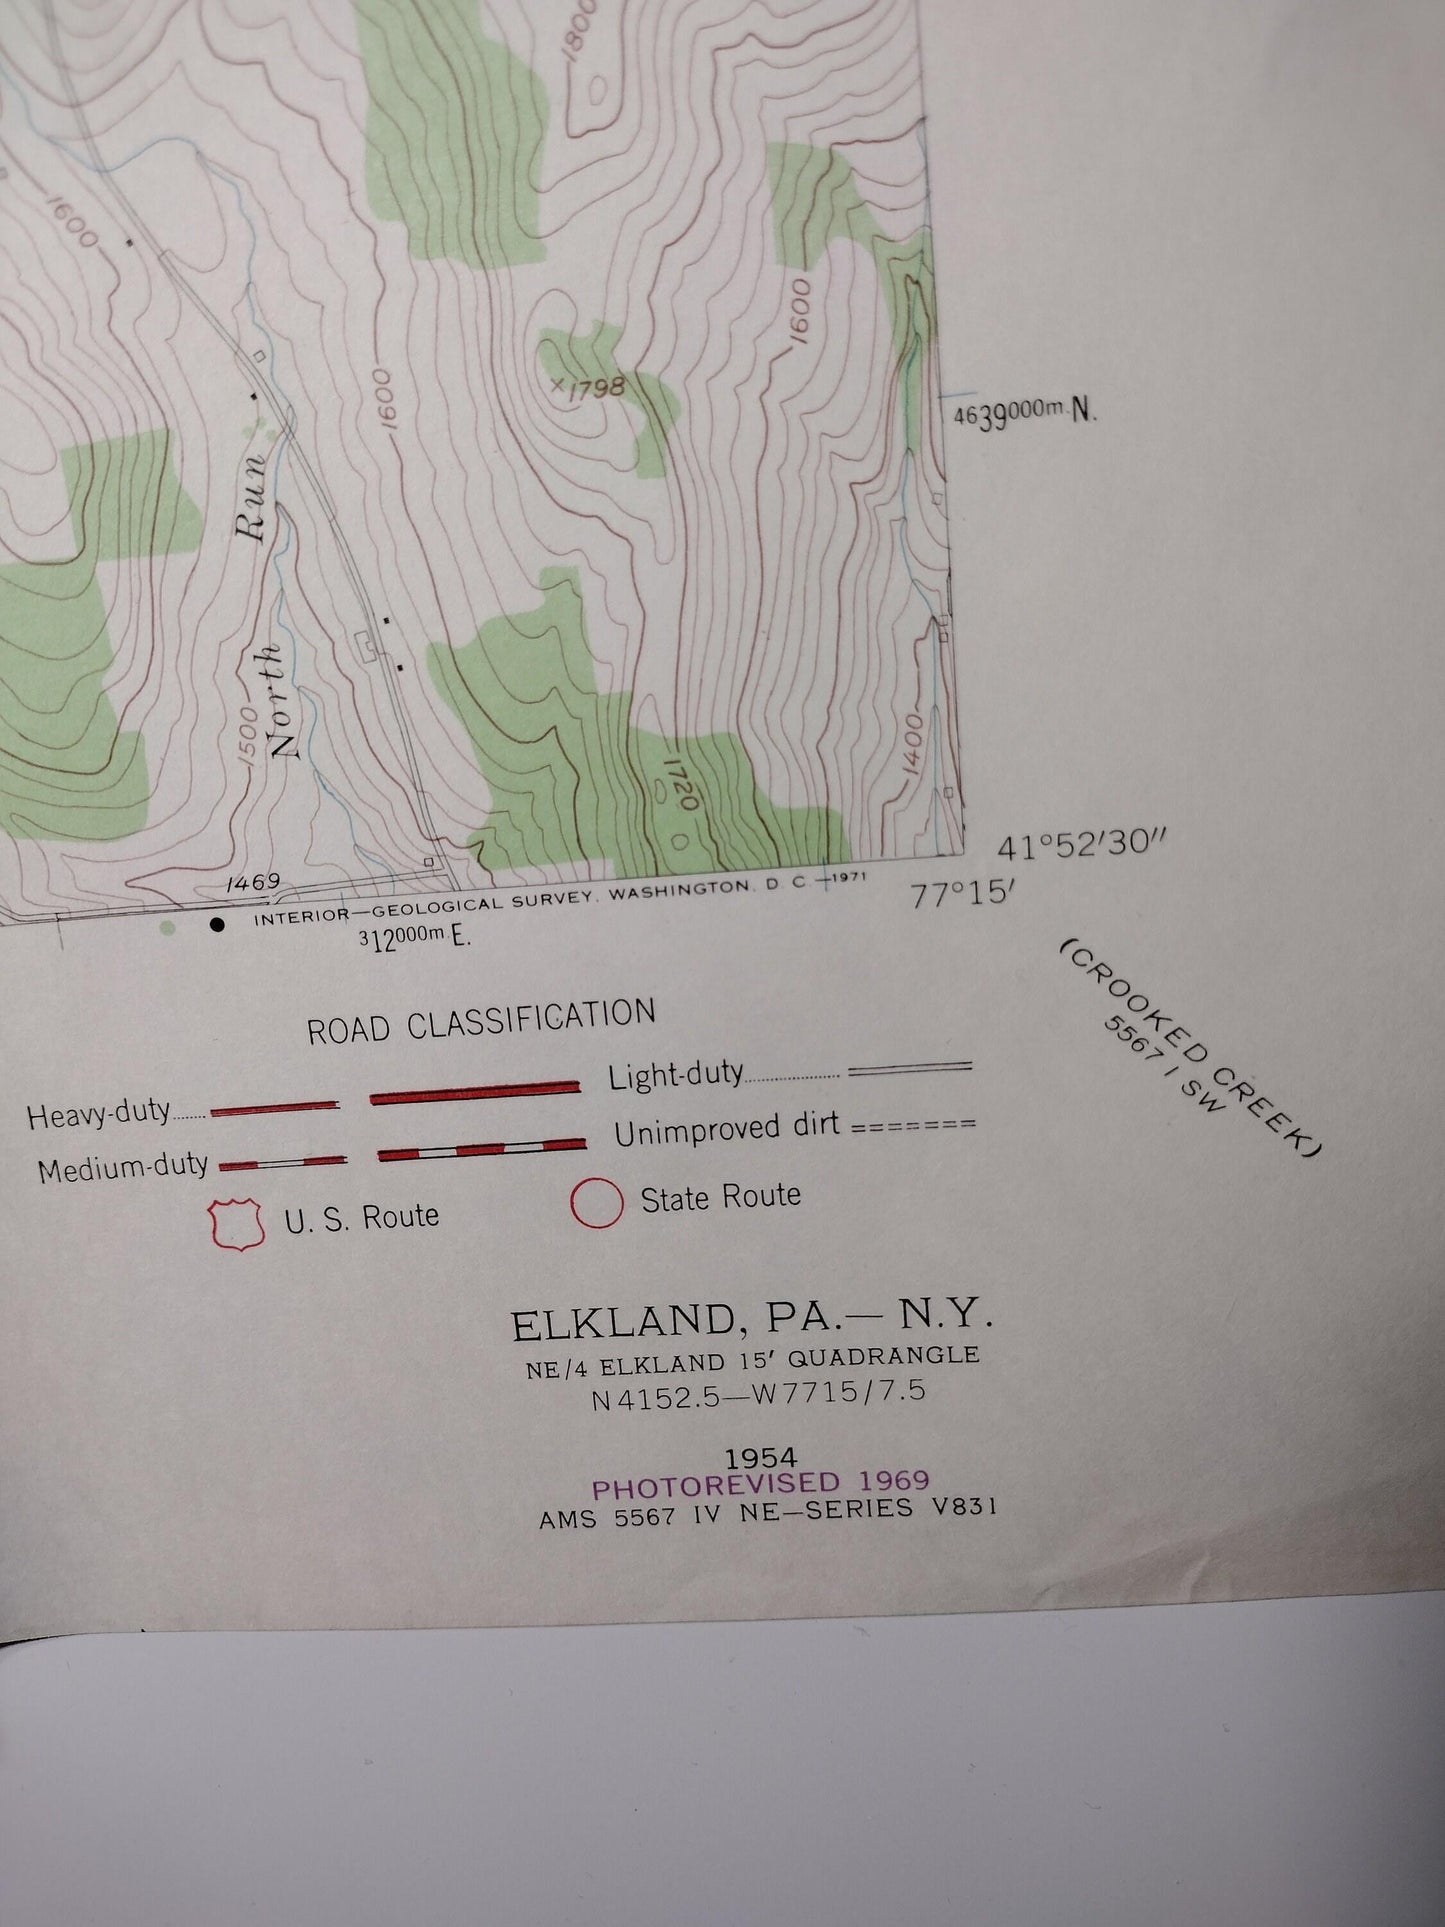 1800
1600
1600
×1798
1600
4639000m.N.
North Run
1500
1720
1400
1469
41°52'30"
77°15'
INTERIOR—GEOLOGICAL SURVEY, WASHINGTON, D. C.—1971
312000m.E.
(CROOKED CREEK)
5567 I SW
ROAD CLASSIFICATION
Heavy-duty
Light-duty
Medium-duty
Unimproved dirt
U. S. Route
State Route
ELKLAND, PA.—N.Y.
NE/4 ELKLAND 15' QUADRANGLE
N4152.5—W7715/7.5
1954
PHOTOREVISED 1969
AMS 5567 IV NE—SERIES V831